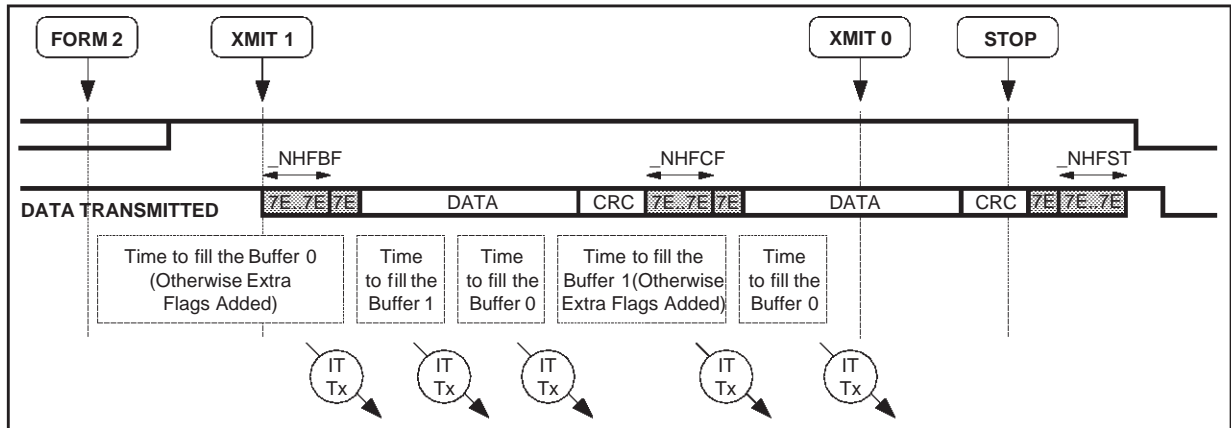 FORM 2
XMIT 1
XMIT 0
STOP
_NHFBF
_NHFCF
_NHFST
DATA TRANSMITTED
7E..7E 7E DATA CRC 7E..7E 7E DATA CRC 7E 7E..7E
Time to fill the Buffer 0
(Otherwise Extra
Flags Added)
Time
to fill the
Buffer 1
Time
to fill the
Buffer 0
Time to fill the
Buffer 1(Otherwise
Extra Flags Added)
Time
to fill the
Buffer 0
IT
Tx
IT
Tx
IT
Tx
IT
Tx
IT
Tx